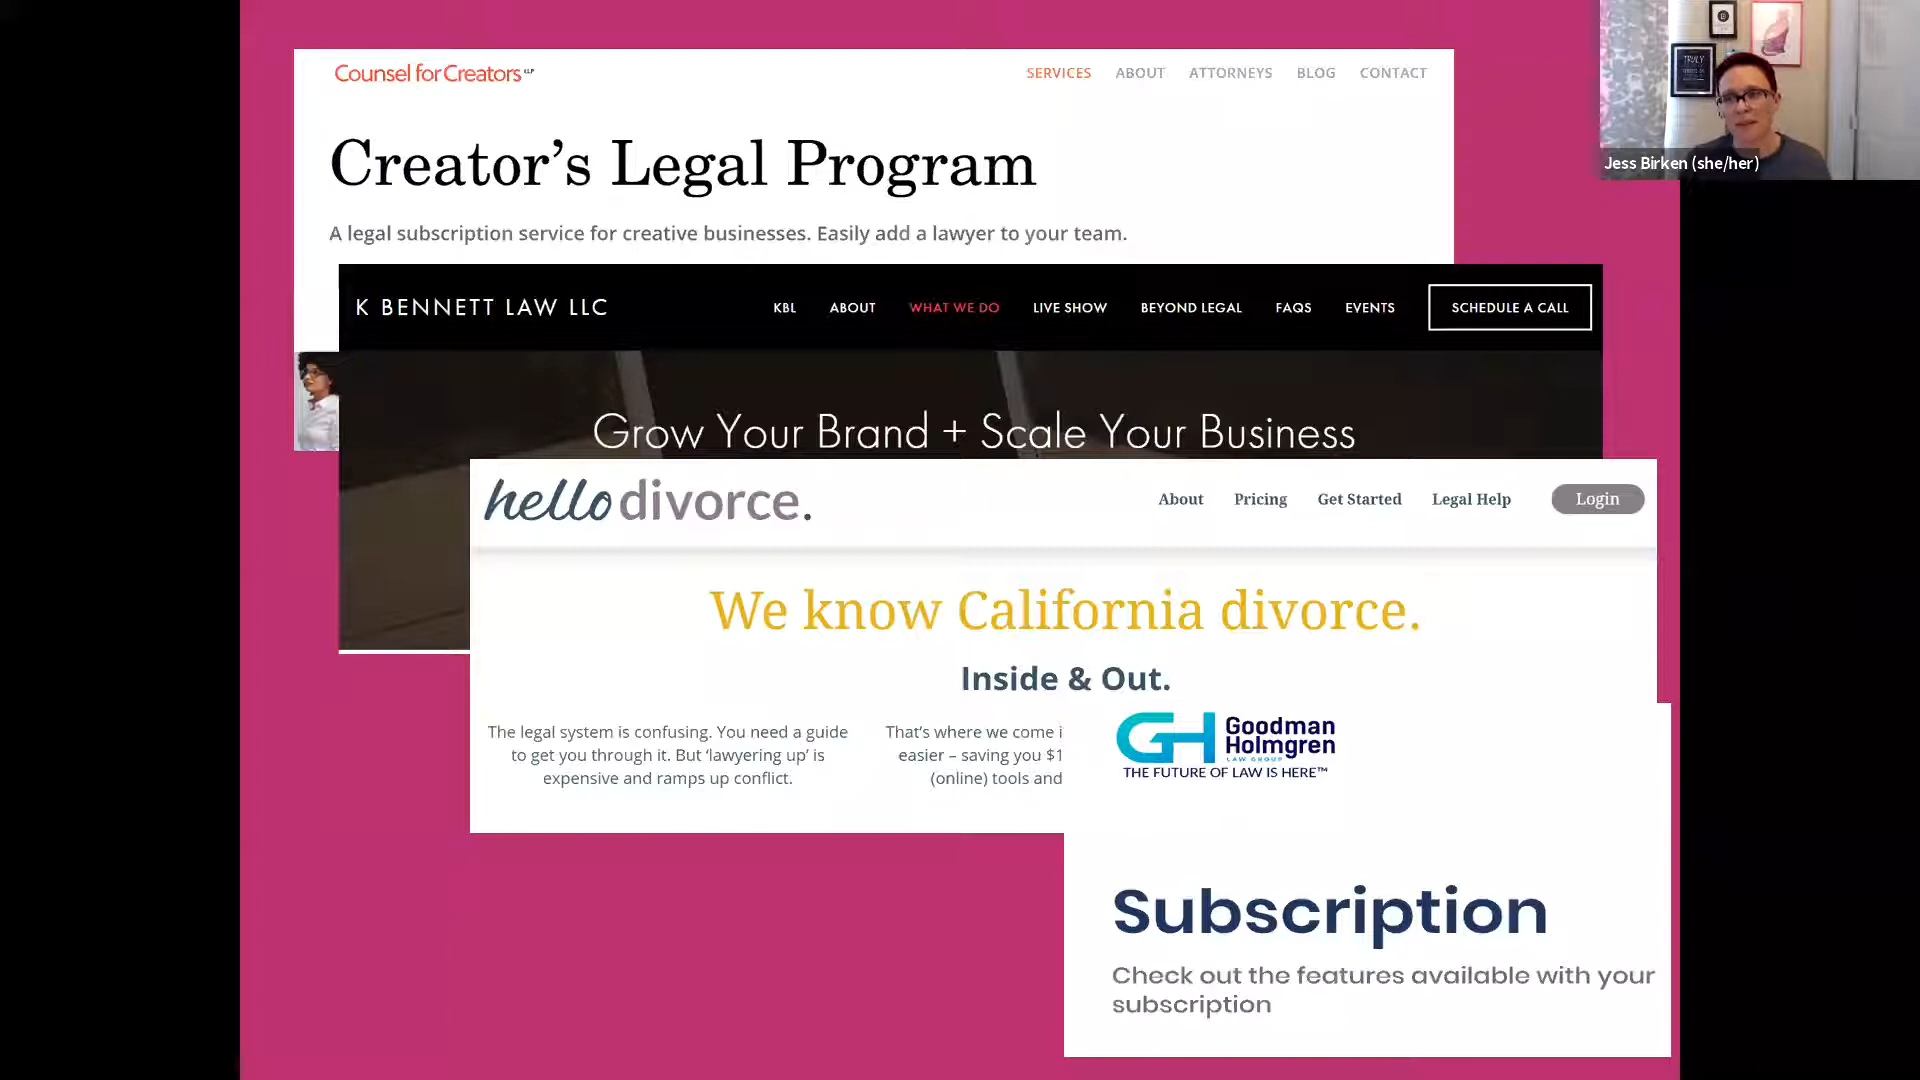 Counsel for Creators LLP
SERVICES ABOUT ATTORNEYS BLOG CONTACT
Creator's Legal Program
A legal subscription service for creative businesses. Easily add a lawyer to your team.
TRULY
Jess Birken (she/her)
K BENNETT LAW LLC
KBL ABOUT WHAT WE DO LIVE SHOW BEYOND LEGAL FAQS EVENTS SCHEDULE A CALL
Grow Your Brand + Scale Your Business
hello divorce.
About Pricing Get Started Legal Help Login
We know California divorce.
Inside & Out.
The legal system is confusing. You need a guide
to get you through it. But ‘lawyering up’ is
expensive and ramps up conflict.
That’s where we come i
easier – saving you $1
(online) tools and
GH Goodman
Holmgren
LAW GROUP
THE FUTURE OF LAW IS HERE™
Subscription
Check out the features available with your
subscription